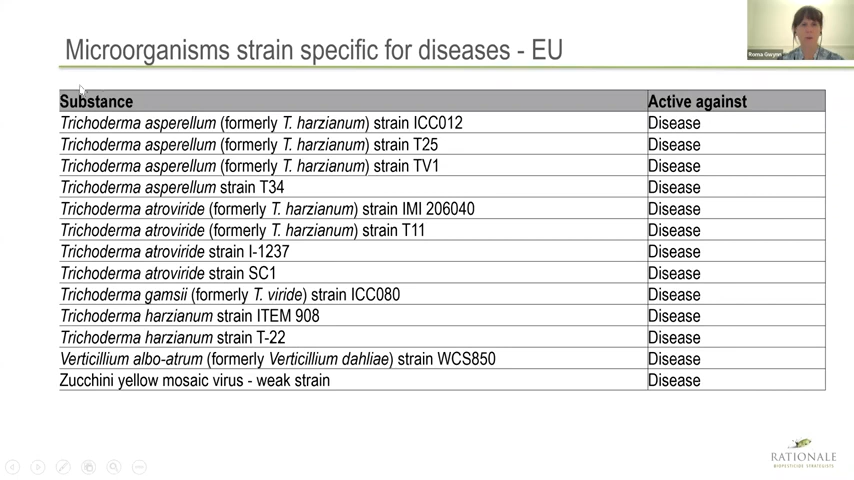 Microorganisms strain specific for diseases - EU
Roma Gwynn
Substance Active against
Trichoderma asperellum (formerly T. harzianum) strain ICC012 Disease
Trichoderma asperellum (formerly T. harzianum) strain T25 Disease
Trichoderma asperellum (formerly T. harzianum) strain TV1 Disease
Trichoderma asperellum strain T34 Disease
Trichoderma atroviride (formerly T. harzianum) strain IMI 206040 Disease
Trichoderma atroviride (formerly T. harzianum) strain T11 Disease
Trichoderma atroviride strain I-1237 Disease
Trichoderma atroviride strain SC1 Disease
Trichoderma gamsii (formerly T. viride) strain ICC080 Disease
Trichoderma harzianum strain ITEM 908 Disease
Trichoderma harzianum strain T-22 Disease
Verticillium albo-atrum (formerly Verticillium dahliae) strain WCS850 Disease
Zucchini yellow mosaic virus - weak strain Disease
RATIONALE
BIOPESTICIDE STRATEGISTS